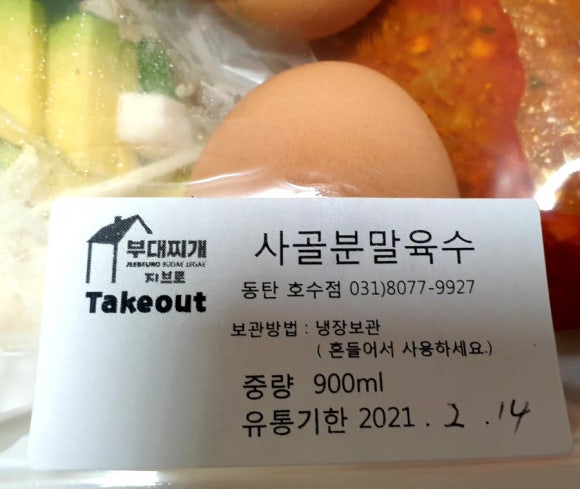 부대찌개
JEEBEURO BUDAE JJIGAE
지브로
Takeout
사골분말육수
동탄 호수점 031)8077-9927
보관방법 : 냉장보관
( 흔들어서 사용하세요.)
중량 900ml
유통기한 2021 . 2 . 14